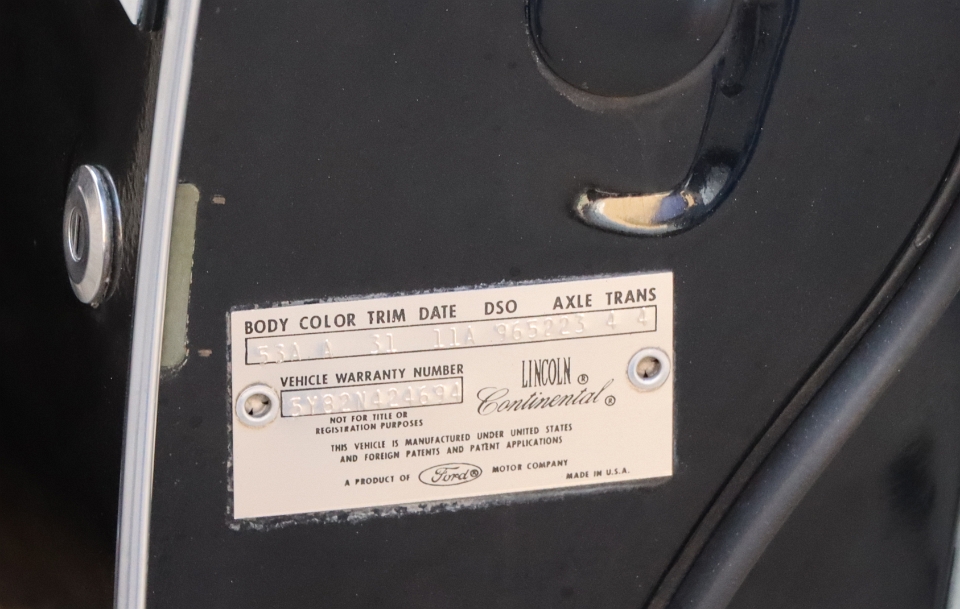 BODY COLOR TRIM DATE DSO AXLE TRANS
53A A 31 11A 965223 4 4
VEHICLE WARRANTY NUMBER
5Y82N424694
LINCOLN ®
Continental ®
NOT FOR TITLE OR
REGISTRATION PURPOSES
THIS VEHICLE IS MANUFACTURED UNDER UNITED STATES
AND FOREIGN PATENTS AND PATENT APPLICATIONS
A PRODUCT OF Ford ® MOTOR COMPANY
MADE IN U.S.A.